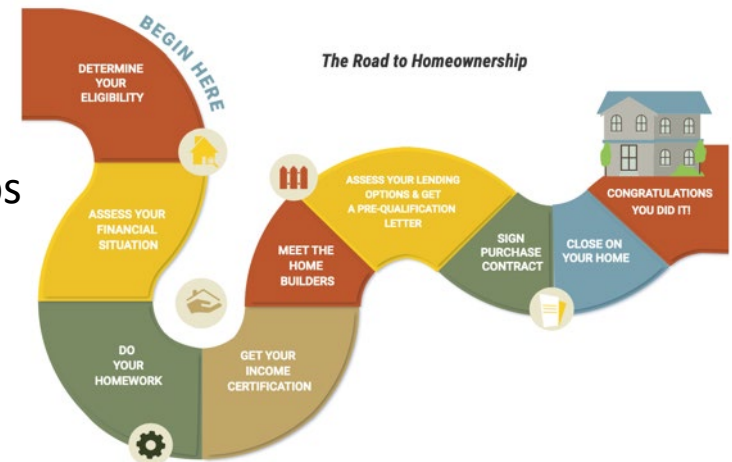 BEGIN HERE
The Road to Homeownership
DETERMINE
YOUR
ELIGIBILITY
ASSESS YOUR
FINANCIAL
SITUATION
DO
YOUR
HOMEWORK
GET YOUR
INCOME
CERTIFICATION
MEET THE
HOME
BUILDERS
ASSESS YOUR LENDING
OPTIONS & GET
A PRE-QUALIFICATION
LETTER
SIGN
PURCHASE
CONTRACT
CLOSE ON
YOUR HOME
CONGRATULATIONS
YOU DID IT!